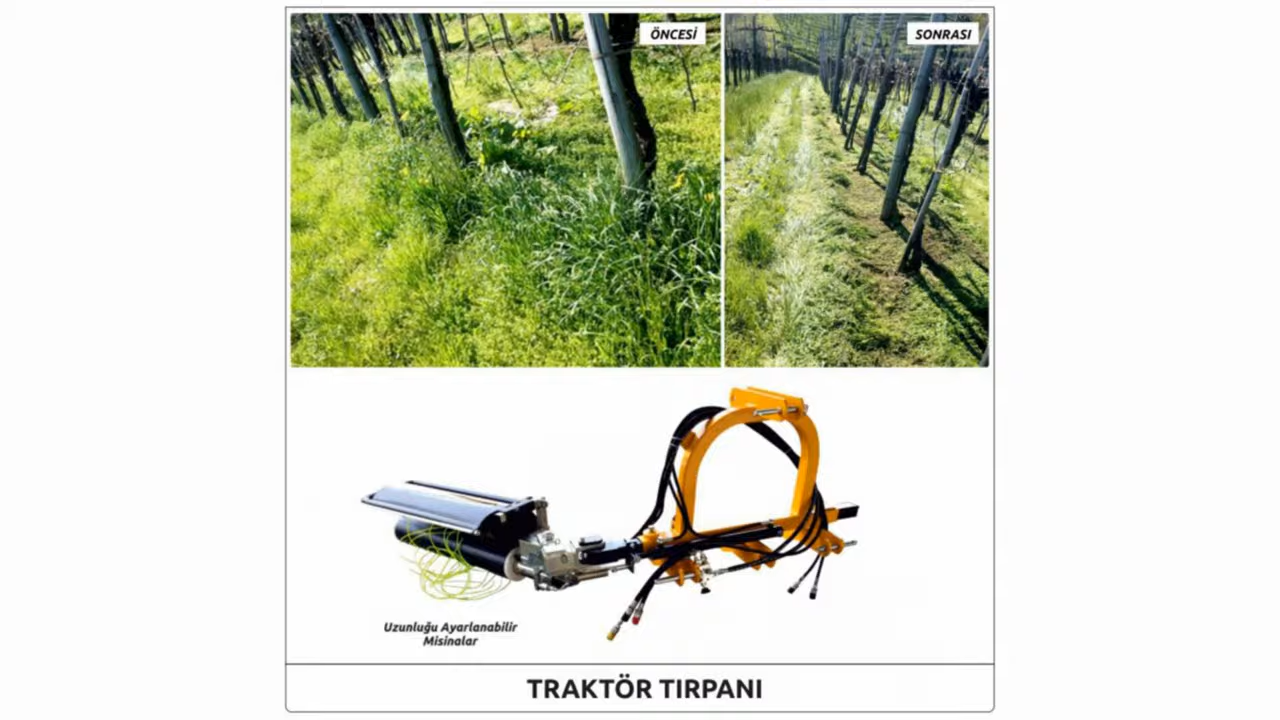 ÖNCESİ
SONRASI
Uzunluğu Ayarlanabilir
Misinalar
TRAKTÖR TIRPANI